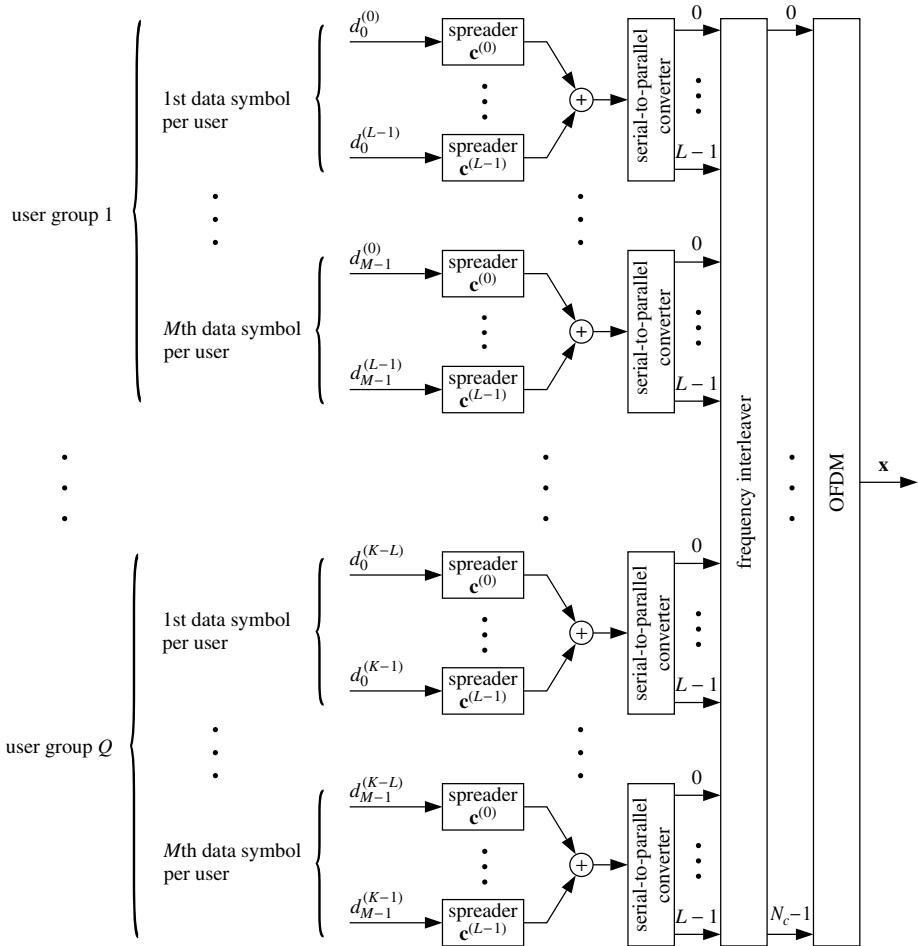 user group 1
1st data symbol
per user
d_0^{(0)}
spreader
c^{(0)}
d_0^{(L-1)}
spreader
c^{(L-1)}
+
serial-to-parallel
converter
0
L − 1
Mth data symbol
per user
d_{M-1}^{(0)}
spreader
c^{(0)}
d_{M-1}^{(L-1)}
spreader
c^{(L-1)}
+
serial-to-parallel
converter
0
L − 1
user group Q
1st data symbol
per user
d_0^{(K-L)}
spreader
c^{(0)}
d_0^{(K-1)}
spreader
c^{(L-1)}
+
serial-to-parallel
converter
0
L − 1
Mth data symbol
per user
d_{M-1}^{(K-L)}
spreader
c^{(0)}
d_{M-1}^{(K-1)}
spreader
c^{(L-1)}
+
serial-to-parallel
converter
0
L − 1
frequency interleaver
0
N_c−1
OFDM
x